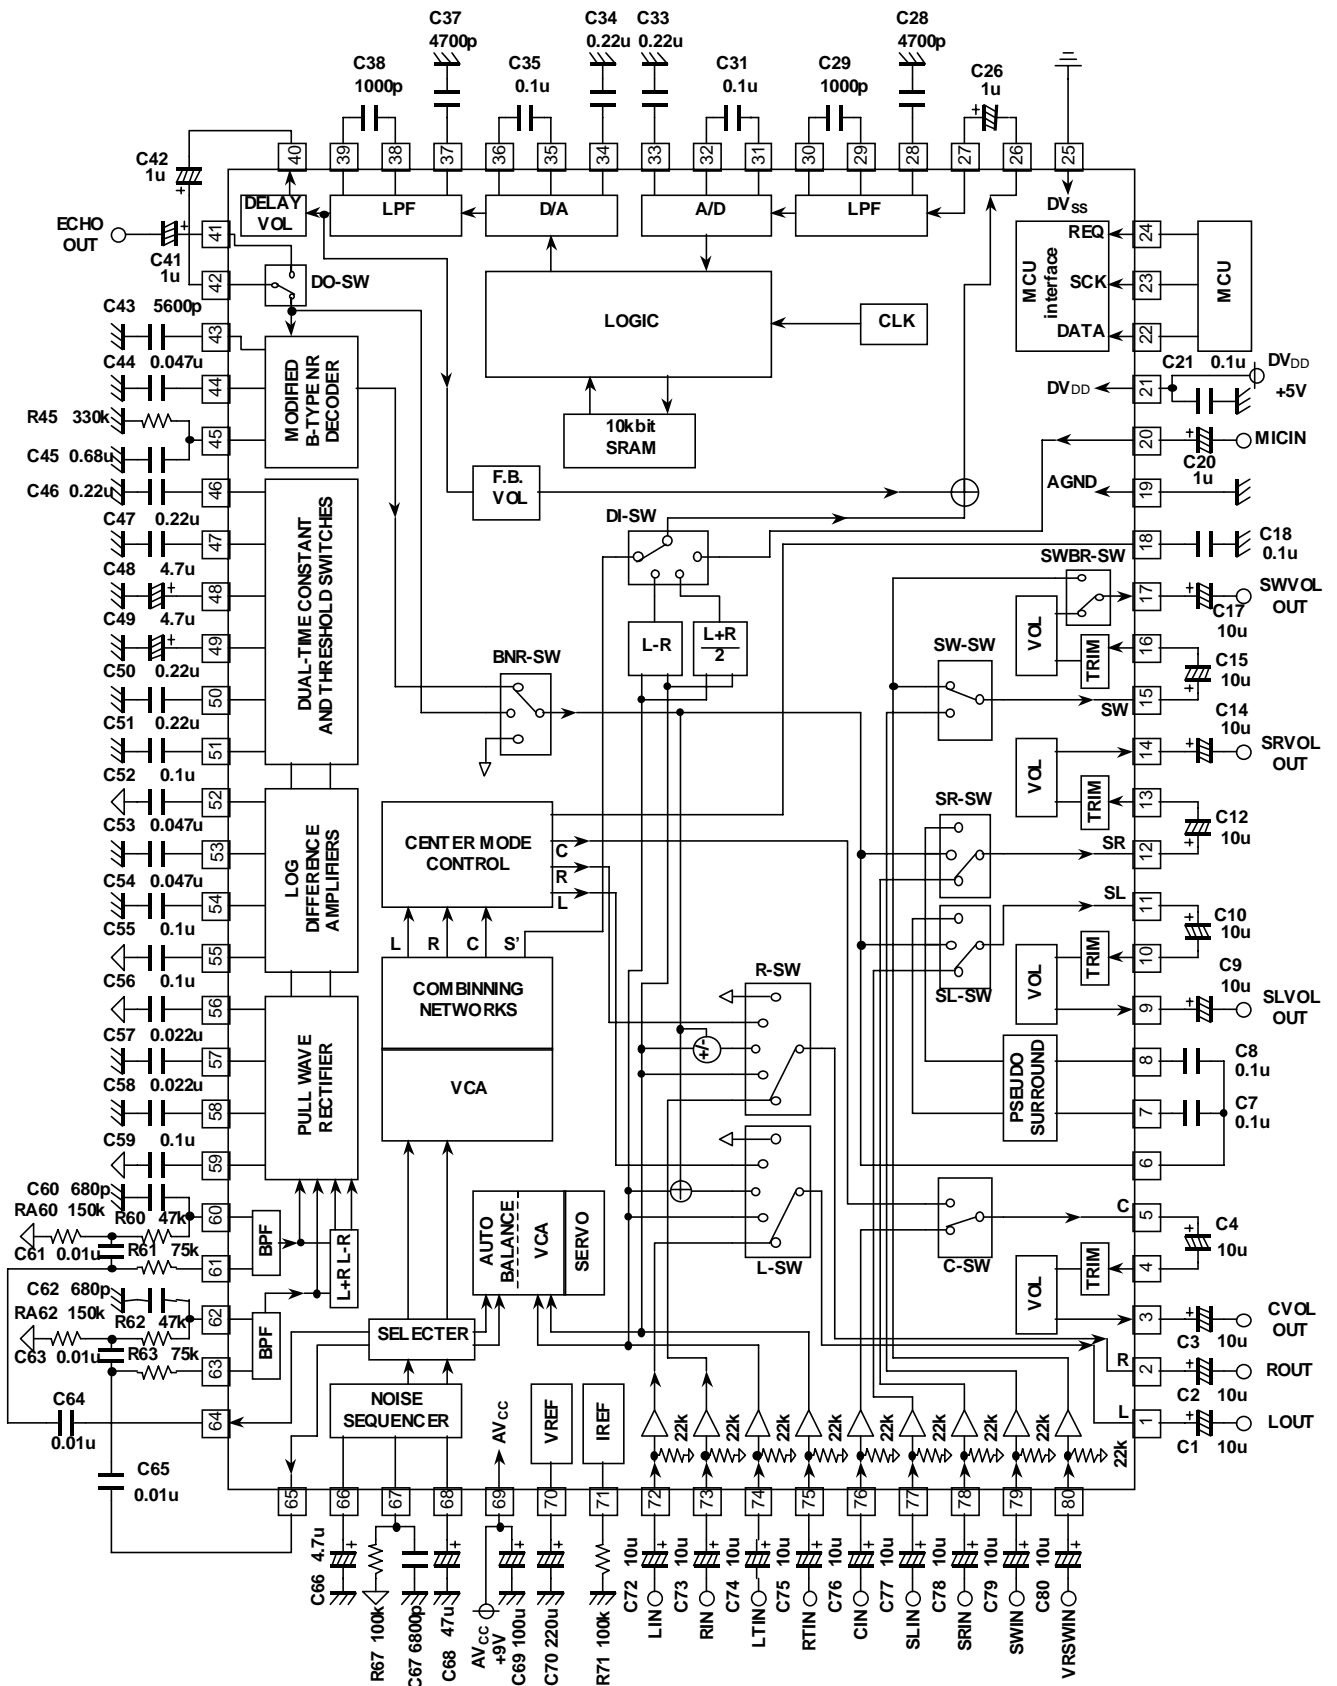 C37
4700p
C34
0.22u
C33
0.22u
C28
4700p
C38
1000p
C35
0.1u
C31
0.1u
C29
1000p
C26
1u
+
40
39
38
37
36
35
34
33
32
31
30
29
28
27
26
25
C42
1u
+
DELAY
VOL
LPF
D/A
A/D
LPF
DVSS
ECHO
OUT
+
C41
1u
41
42
DO-SW
LOGIC
CLK
MCU
interface
REQ
SCK
DATA
24
23
22
MCU
C43 5600p
43
C44 0.047u
44
R45 330k
45
C45 0.68u
MODIFIED
B-TYPE NR
DECODER
10kbit
SRAM
C21 0.1u
DVDD
DVDD
21
+5V
20
+
MICIN
C20
1u
C46 0.22u
46
F.B.
VOL
AGND
19
C47 0.22u
47
DI-SW
18
C18
0.1u
C48 4.7u
48
+
SWBR-SW
17
+
SWVOL
OUT
C17
10u
C49 4.7u
49
+
DUAL-TIME CONSTANT
AND THRESHOLD SWITCHES
L-R
L+R
2
VOL
TRIM
16
C15
10u
+
C50 0.22u
50
BNR-SW
SW-SW
SW
15
C51 0.22u
51
C14
10u
14
+
SRVOL
OUT
VOL
TRIM
13
C12
10u
+
C52 0.1u
52
C53 0.047u
53
LOG
DIFFERENCE
AMPLIFIERS
CENTER MODE
CONTROL
C
R
L
SR-SW
SR
12
C54 0.047u
54
SL
11
+
C10
10u
C55 0.1u
55
L R C S'
VOL
TRIM
10
SL-SW
R-SW
C56 0.1u
56
COMBINNING
NETWORKS
C9
10u
9
+
SLVOL
OUT
C57 0.022u
57
PULL WAVE
RECTIFIER
VCA
+/-
PSEUDO
SURROUND
8
C8
0.1u
C58 0.022u
58
7
C7
0.1u
C59 0.1u
59
6
C60 680p
60
RA60 150k
R60 47k
C61 0.01u
R61 75k
61
BPF
L+R L-R
AUTO
BALANCE
VCA
SERVO
L-SW
C-SW
C
5
+
C4
10u
VOL
TRIM
4
C62 680p
62
RA62 150k
R62 47k
C63 0.01u
R63 75k
63
BPF
SELECTER
3
+
CVOL
OUT
C3 10u
R
2
+
ROUT
C2 10u
L
1
+
LOUT
C1 10u
C64
0.01u
64
NOISE
SEQUENCER
AVCC
VREF
IREF
22k
22k
22k
22k
22k
22k
22k
22k
22k
C65
0.01u
65
66
67
68
69
70
71
72
73
74
75
76
77
78
79
80
C66 4.7u
+
R67 100k
C67 6800p
C68 47u
+
AVCC
+9V
C69 100u
+
C70 220u
+
R71 100k
C72 10u
+
LIN
C73 10u
+
RIN
C74 10u
+
LTIN
C75 10u
+
RTIN
C76 10u
+
CIN
C77 10u
+
SLIN
C78 10u
+
SRIN
C79 10u
+
SWIN
C80 10u
+
VRSWIN